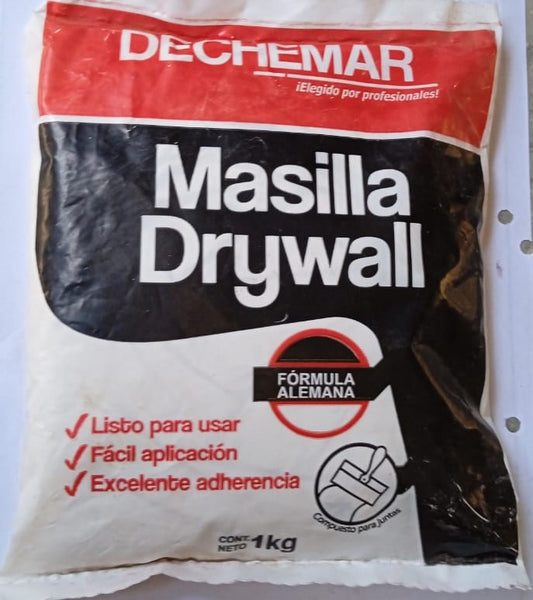 DECHEMAR
¡Elegido por profesionales!
Masilla
Drywall
FÓRMULA
ALEMANA
Listo para usar
Fácil aplicación
Excelente adherencia
Compuesto para juntas
CONT.
NETO 1kg